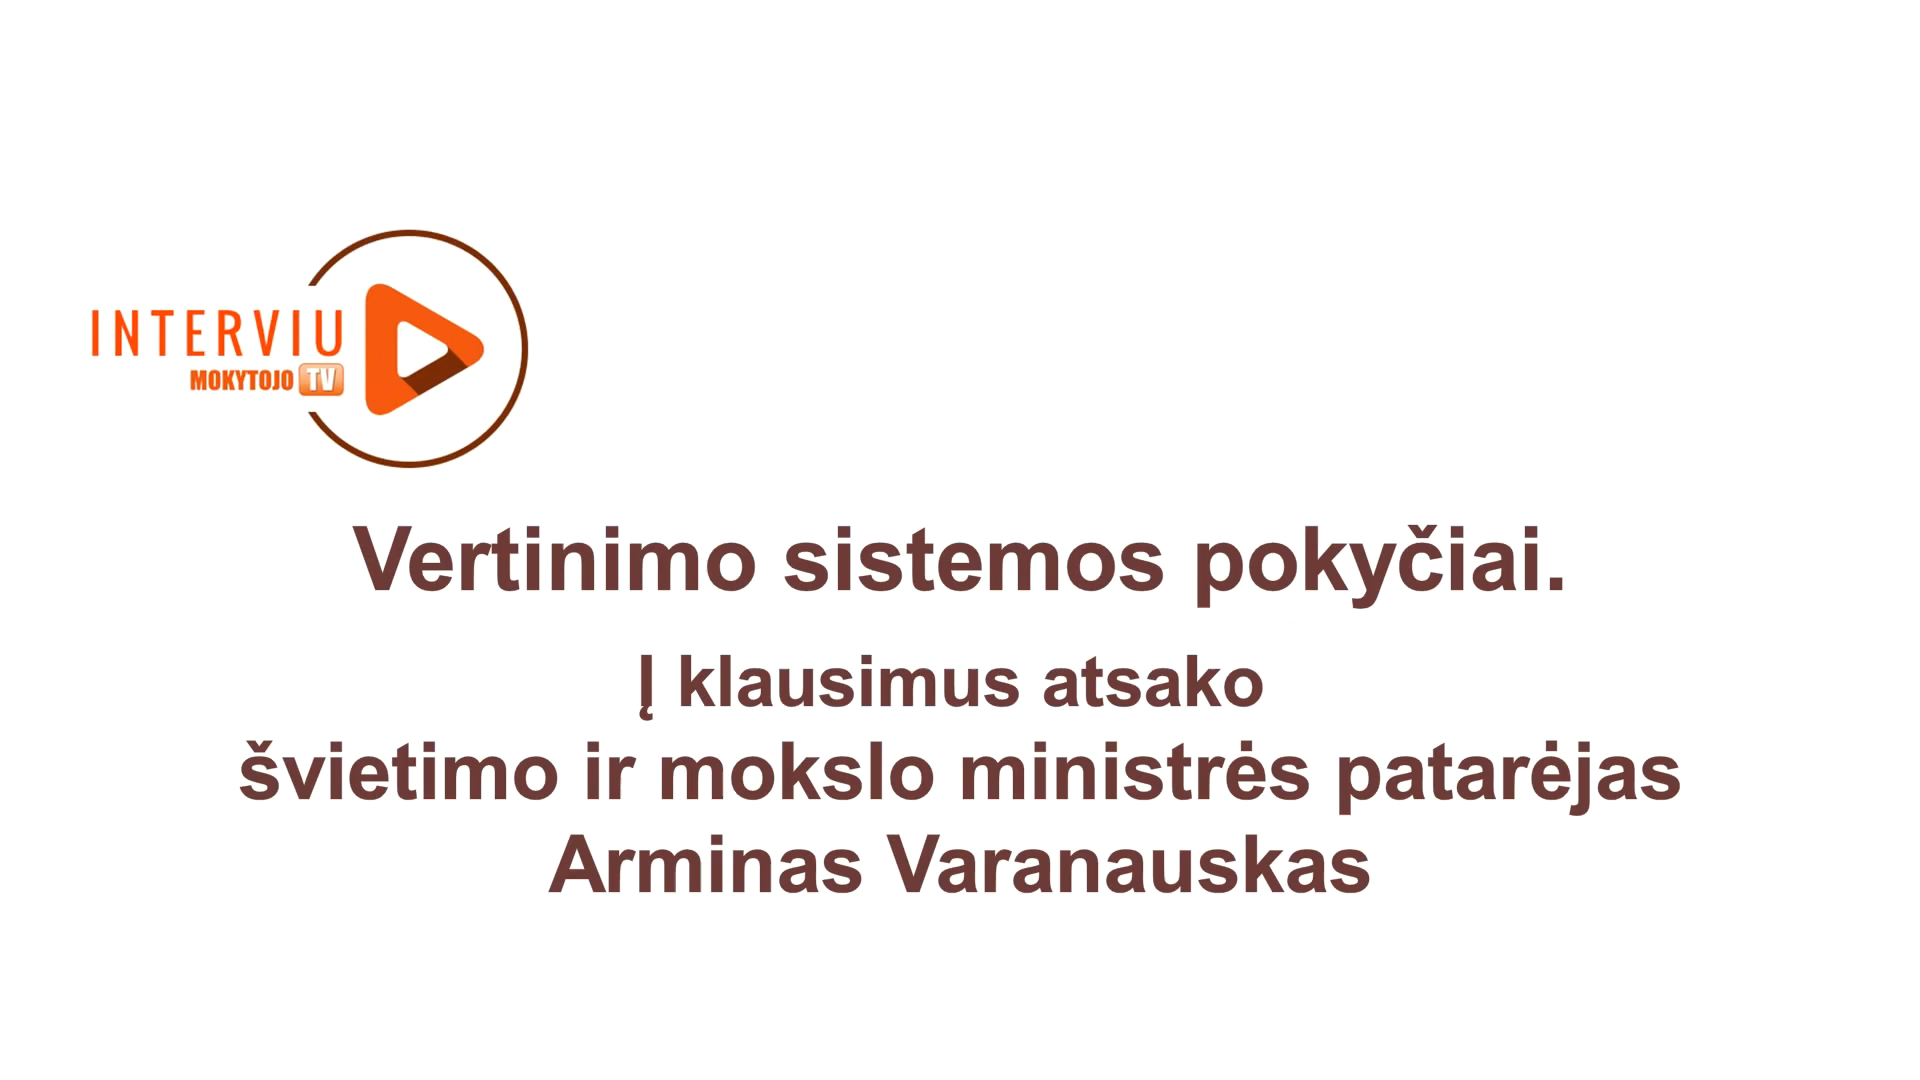 INTERVIU
MOKYTOJO TV
Vertinimo sistemos pokyčiai.
Į klausimus atsako
švietimo ir mokslo ministrės patarėjas
Arminas Varanauskas